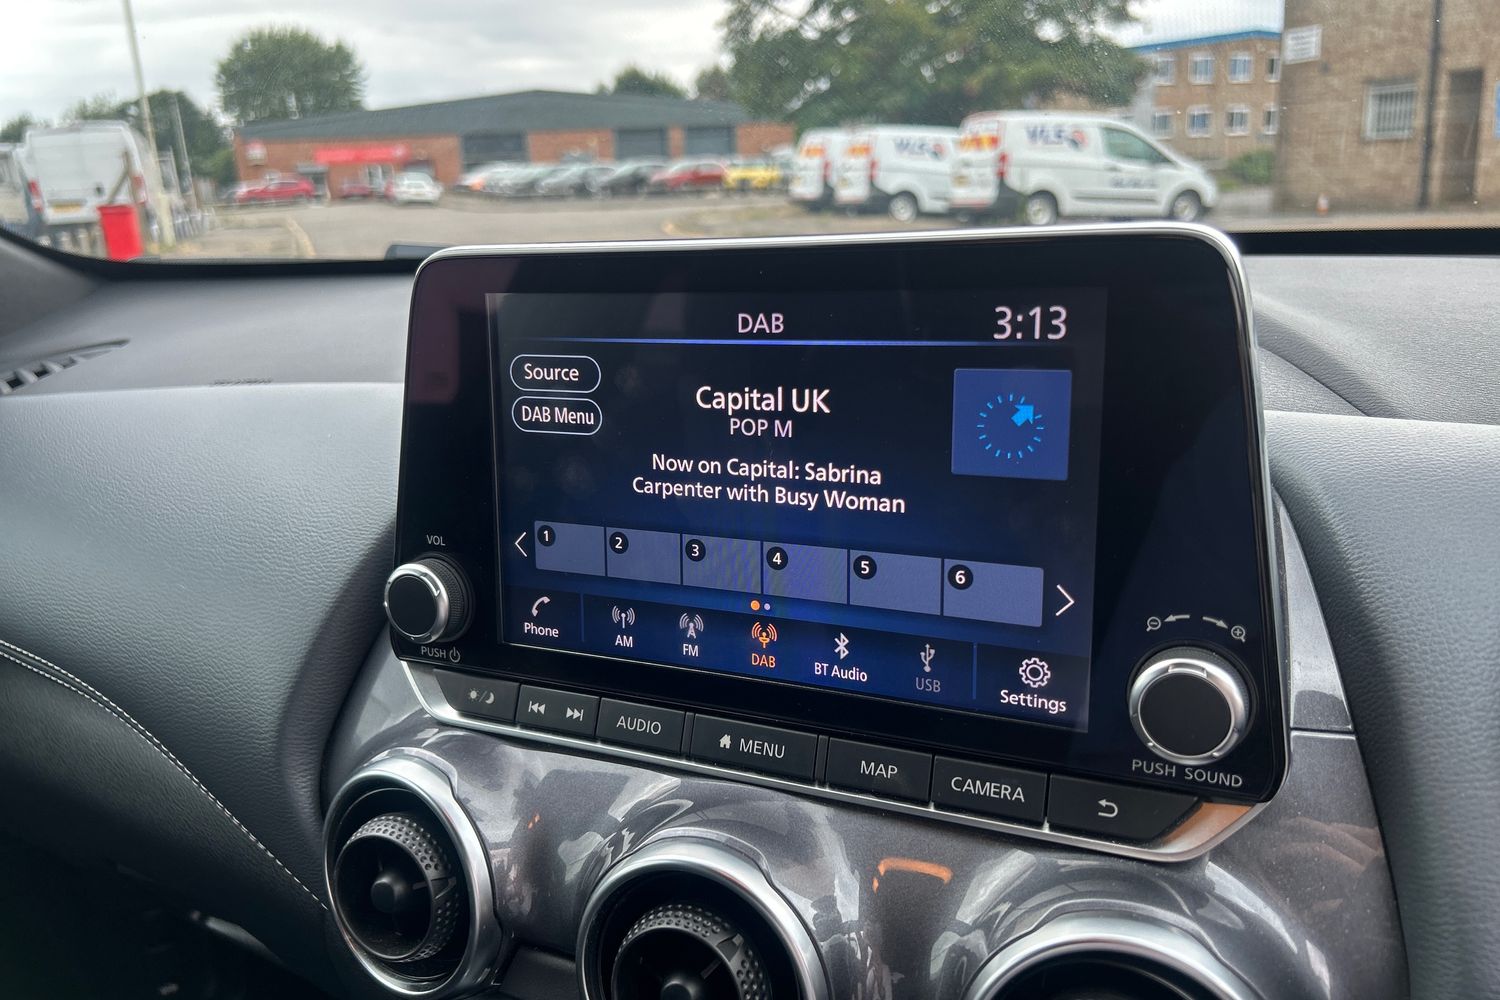 DAB
3:13
Source
DAB Menu
Capital UK
POP M
Now on Capital: Sabrina
Carpenter with Busy Woman
1
2
3
4
5
6
Phone
AM
FM
DAB
BT Audio
USB
Settings
VOL
PUSH
PUSH SOUND
AUDIO
MENU
MAP
CAMERA